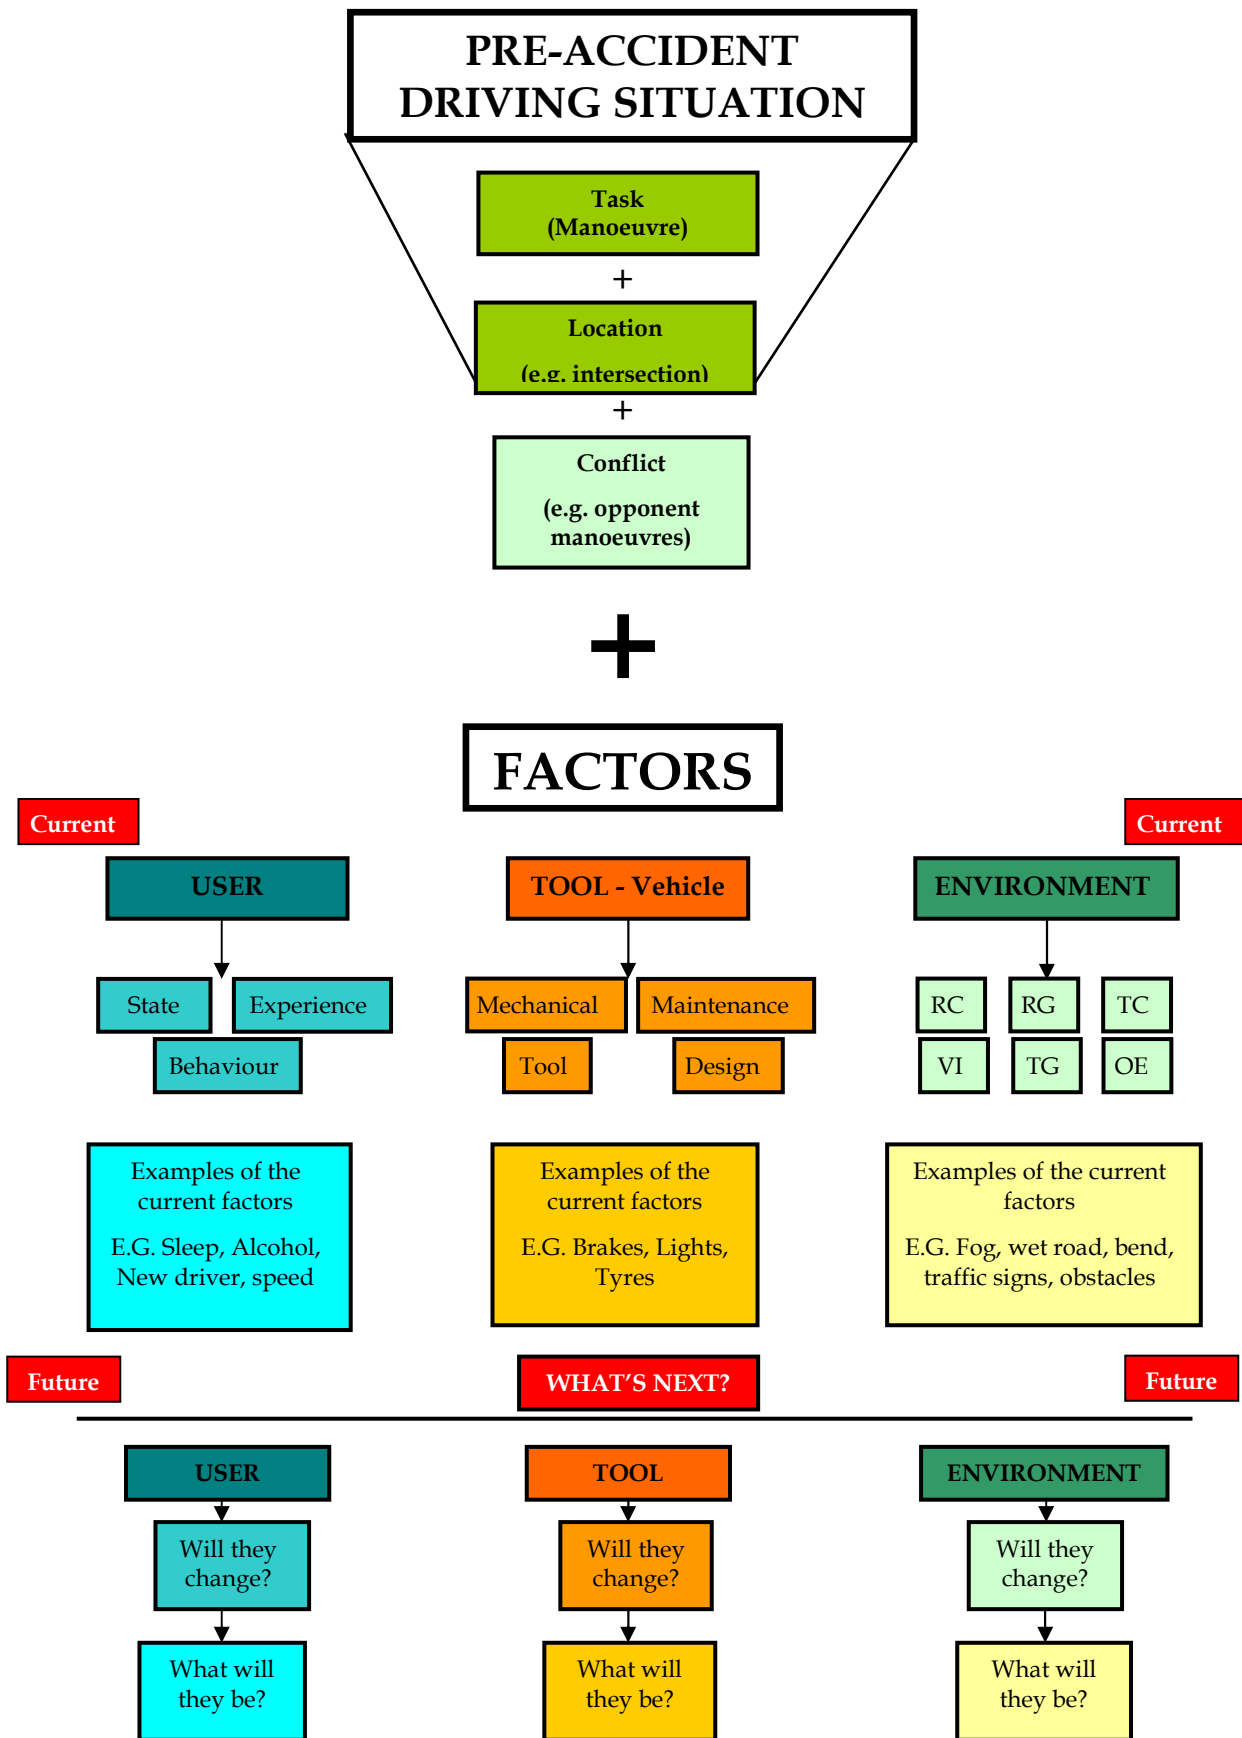 PRE-ACCIDENT
DRIVING SITUATION
Task
(Manoeuvre)
+
Location
(e.g. intersection)
+
Conflict
(e.g. opponent
manoeuvres)
+
FACTORS
Current
Current
USER
TOOL - Vehicle
ENVIRONMENT
State
Experience
Behaviour
Mechanical
Maintenance
Tool
Design
RC
RG
TC
VI
TG
OE
Examples of the
current factors
E.G. Sleep, Alcohol,
New driver, speed
Examples of the
current factors
E.G. Brakes, Lights,
Tyres
Examples of the current
factors
E.G. Fog, wet road, bend,
traffic signs, obstacles
Future
WHAT'S NEXT?
Future
USER
TOOL
ENVIRONMENT
Will they
change?
Will they
change?
Will they
change?
What will
they be?
What will
they be?
What will
they be?